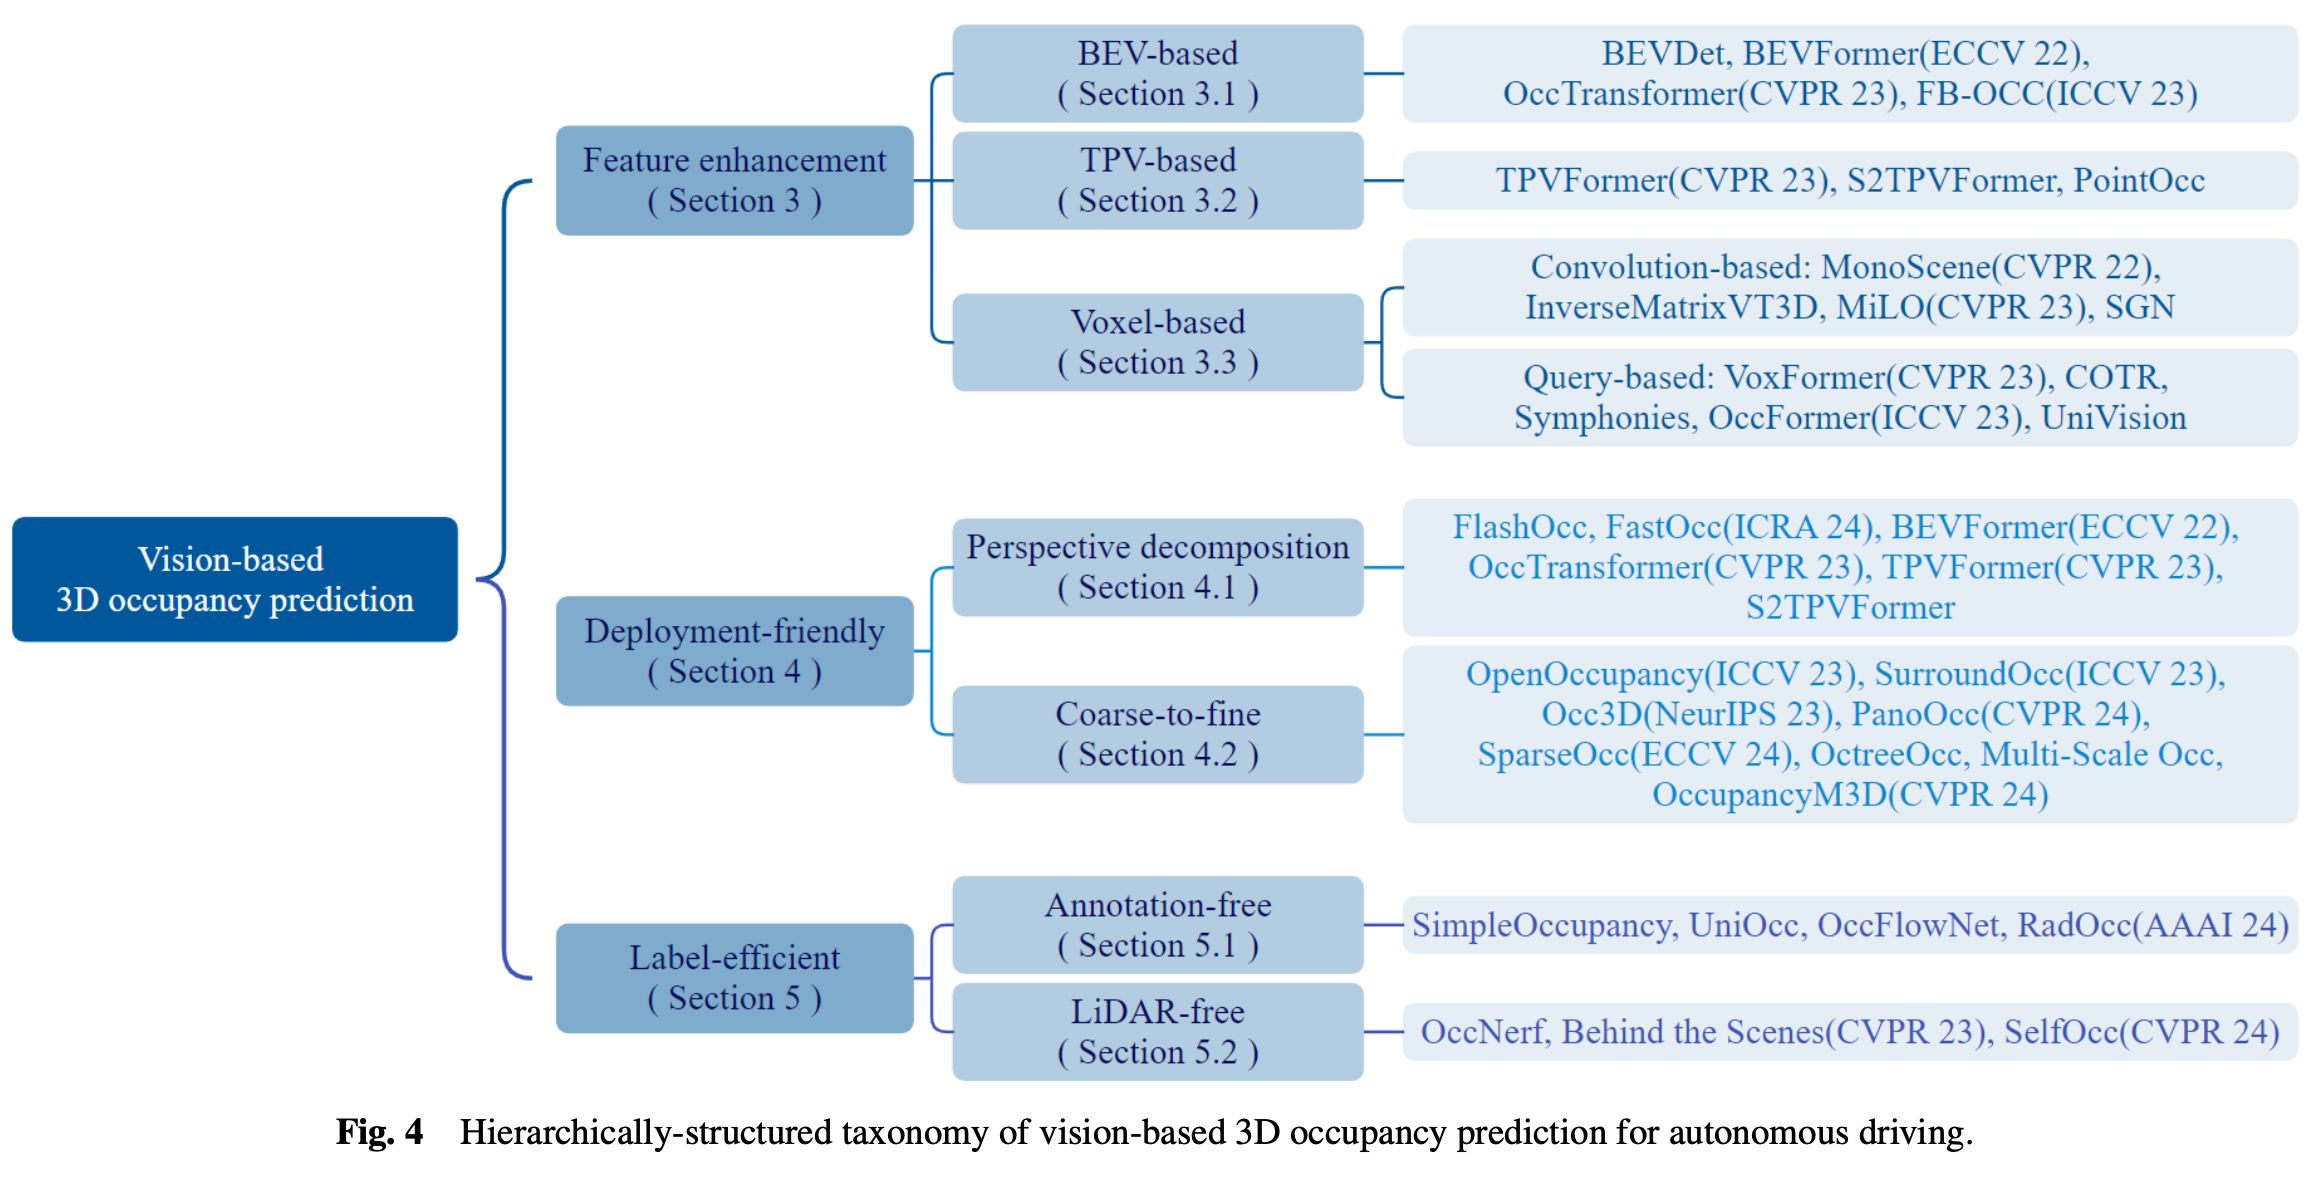 Vision-based
3D occupancy prediction
Feature enhancement
( Section 3 )
BEV-based
( Section 3.1 )
BEVDet, BEVFormer(ECCV 22),
OccTransformer(CVPR 23), FB-OCC(ICCV 23)
TPV-based
( Section 3.2 )
TPVFormer(CVPR 23), S2TPVFormer, PointOcc
Voxel-based
( Section 3.3 )
Convolution-based: MonoScene(CVPR 22),
InverseMatrixVT3D, MiLO(CVPR 23), SGN
Query-based: VoxFormer(CVPR 23), COTR,
Symphonies, OccFormer(ICCV 23), UniVision
Deployment-friendly
( Section 4 )
Perspective decomposition
( Section 4.1 )
FlashOcc, FastOcc(ICRA 24), BEVFormer(ECCV 22),
OccTransformer(CVPR 23), TPVFormer(CVPR 23),
S2TPVFormer
Coarse-to-fine
( Section 4.2 )
OpenOccupancy(ICCV 23), SurroundOcc(ICCV 23),
Occ3D(NeurIPS 23), PanoOcc(CVPR 24),
SparseOcc(ECCV 24), OctreeOcc, Multi-Scale Occ,
OccupancyM3D(CVPR 24)
Label-efficient
( Section 5 )
Annotation-free
( Section 5.1 )
SimpleOccupancy, UniOcc, OccFlowNet, RadOcc(AAAI 24)
LiDAR-free
( Section 5.2 )
OccNerf, Behind the Scenes(CVPR 23), SelfOcc(CVPR 24)
Fig. 4 Hierarchically-structured taxonomy of vision-based 3D occupancy prediction for autonomous driving.